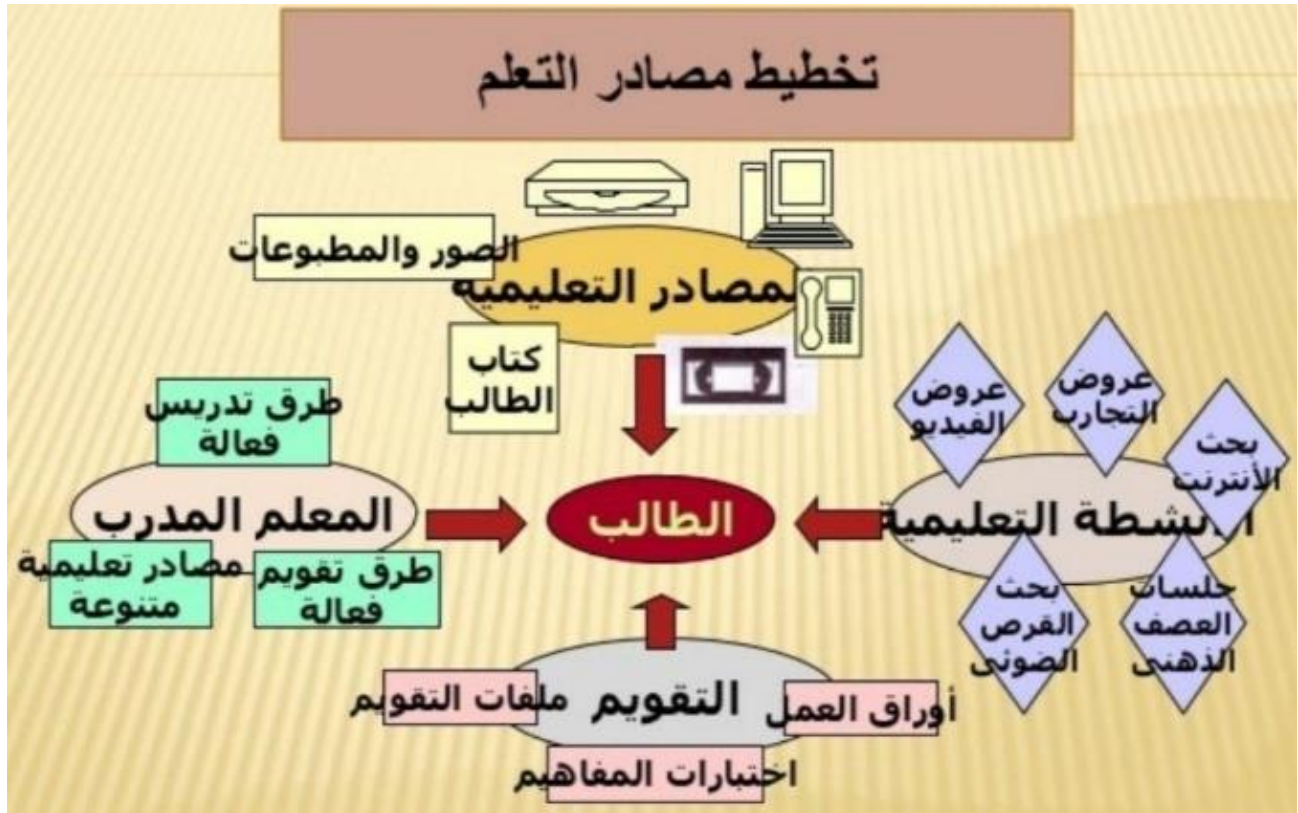 تخطيط مصادر التعلم
الصور والمطبوعات
لمصادر التعليمية
كتاب
الطالب
عروض
الفيديو
عروض
التجارب
بحث
الأنترنت
طرق تدريس
فعالة
المعلم المدرب
مصادر تعليمية
متنوعة
طرق تقويم
فعالة
الطالب
الأنشطة التعليمية
بحث
القرص
الضوئى
جلسات
العصف
الذهنى
التقويم
ملفات التقويم
أوراق العمل
اختبارات المفاهيم